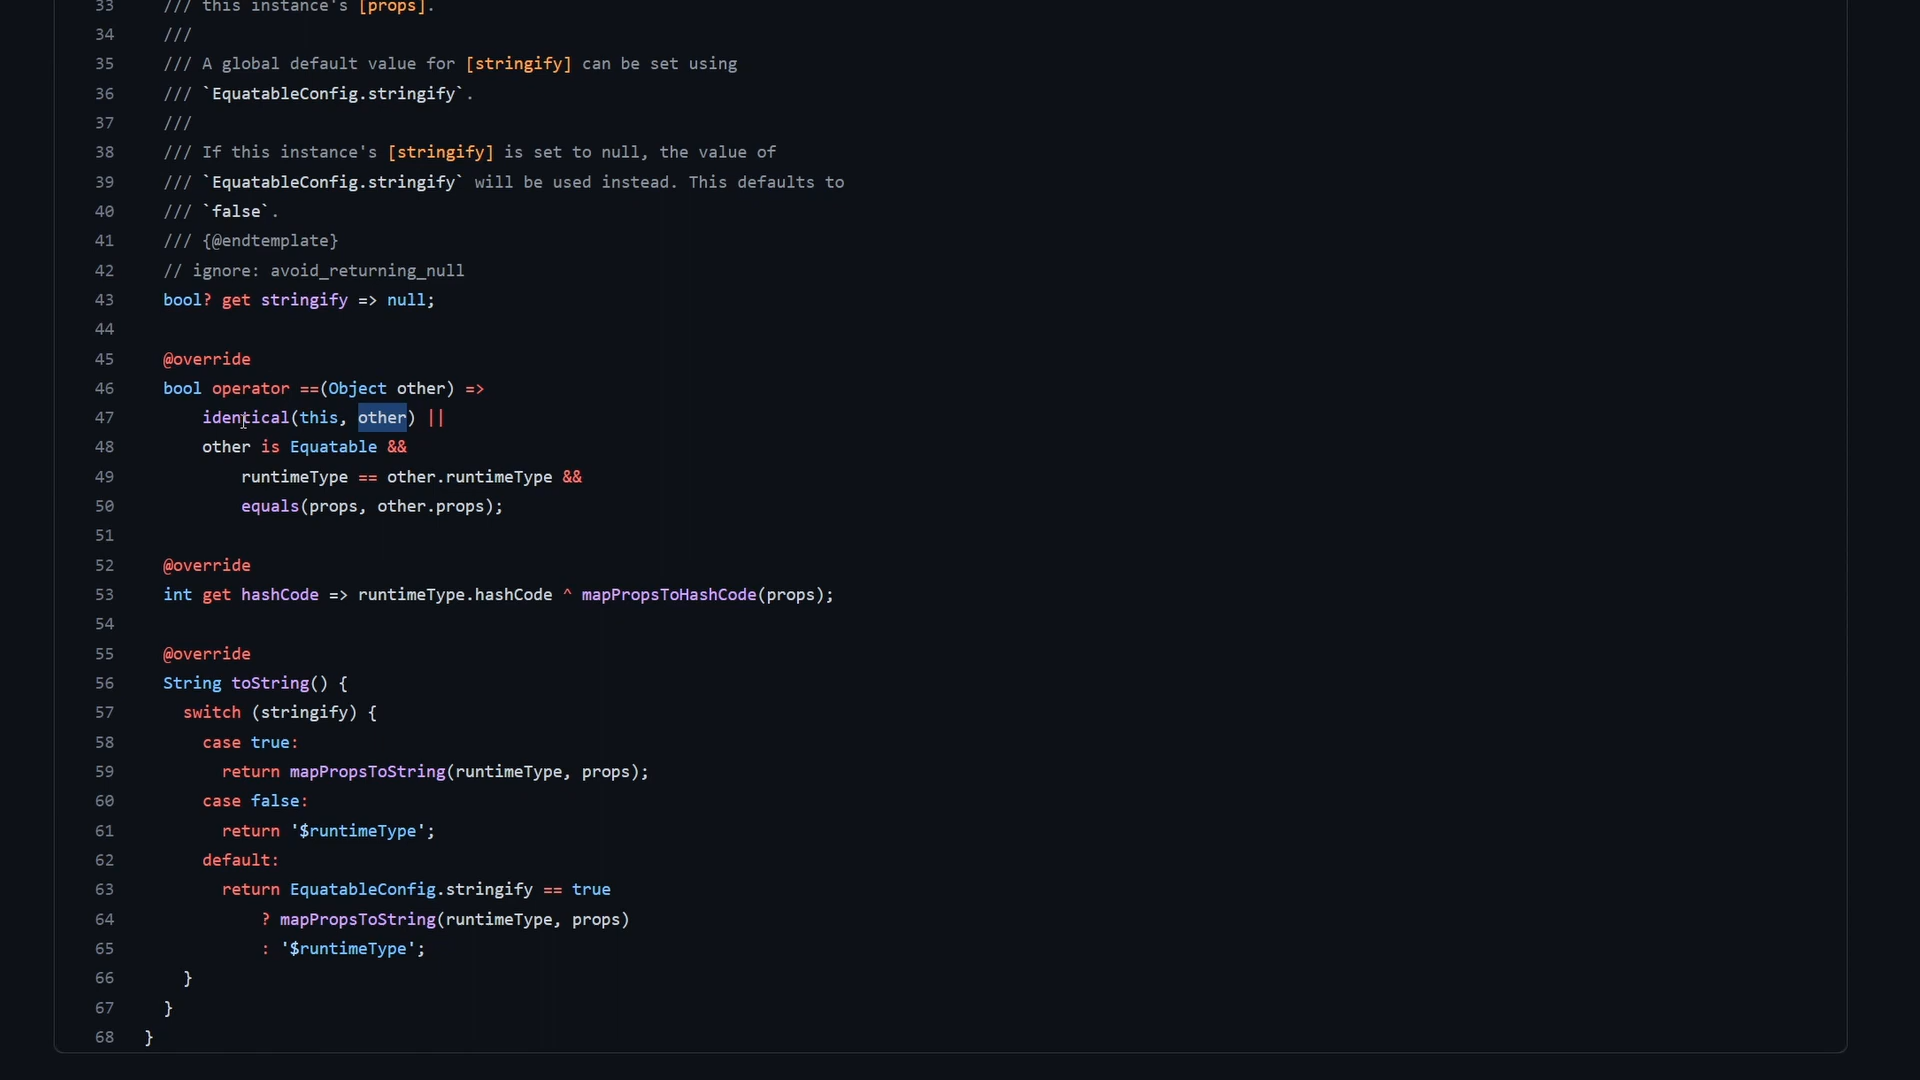 33 /// this instance's [props].
34 ///
35 /// A global default value for [stringify] can be set using
36 /// `EquatableConfig.stringify`.
37 ///
38 /// If this instance's [stringify] is set to null, the value of
39 /// `EquatableConfig.stringify` will be used instead. This defaults to
40 /// `false`.
41 /// {@endtemplate}
42 // ignore: avoid_returning_null
43 bool? get stringify => null;
44
45 @override
46 bool operator ==(Object other) =>
47 identical(this, other) ||
48 other is Equatable &&
49 runtimeType == other.runtimeType &&
50 equals(props, other.props);
51
52 @override
53 int get hashCode => runtimeType.hashCode ^ mapPropsToHashCode(props);
54
55 @override
56 String toString() {
57 switch (stringify) {
58 case true:
59 return mapPropsToString(runtimeType, props);
60 case false:
61 return '$runtimeType';
62 default:
63 return EquatableConfig.stringify == true
64 ? mapPropsToString(runtimeType, props)
65 : '$runtimeType';
66 }
67 }
68 }